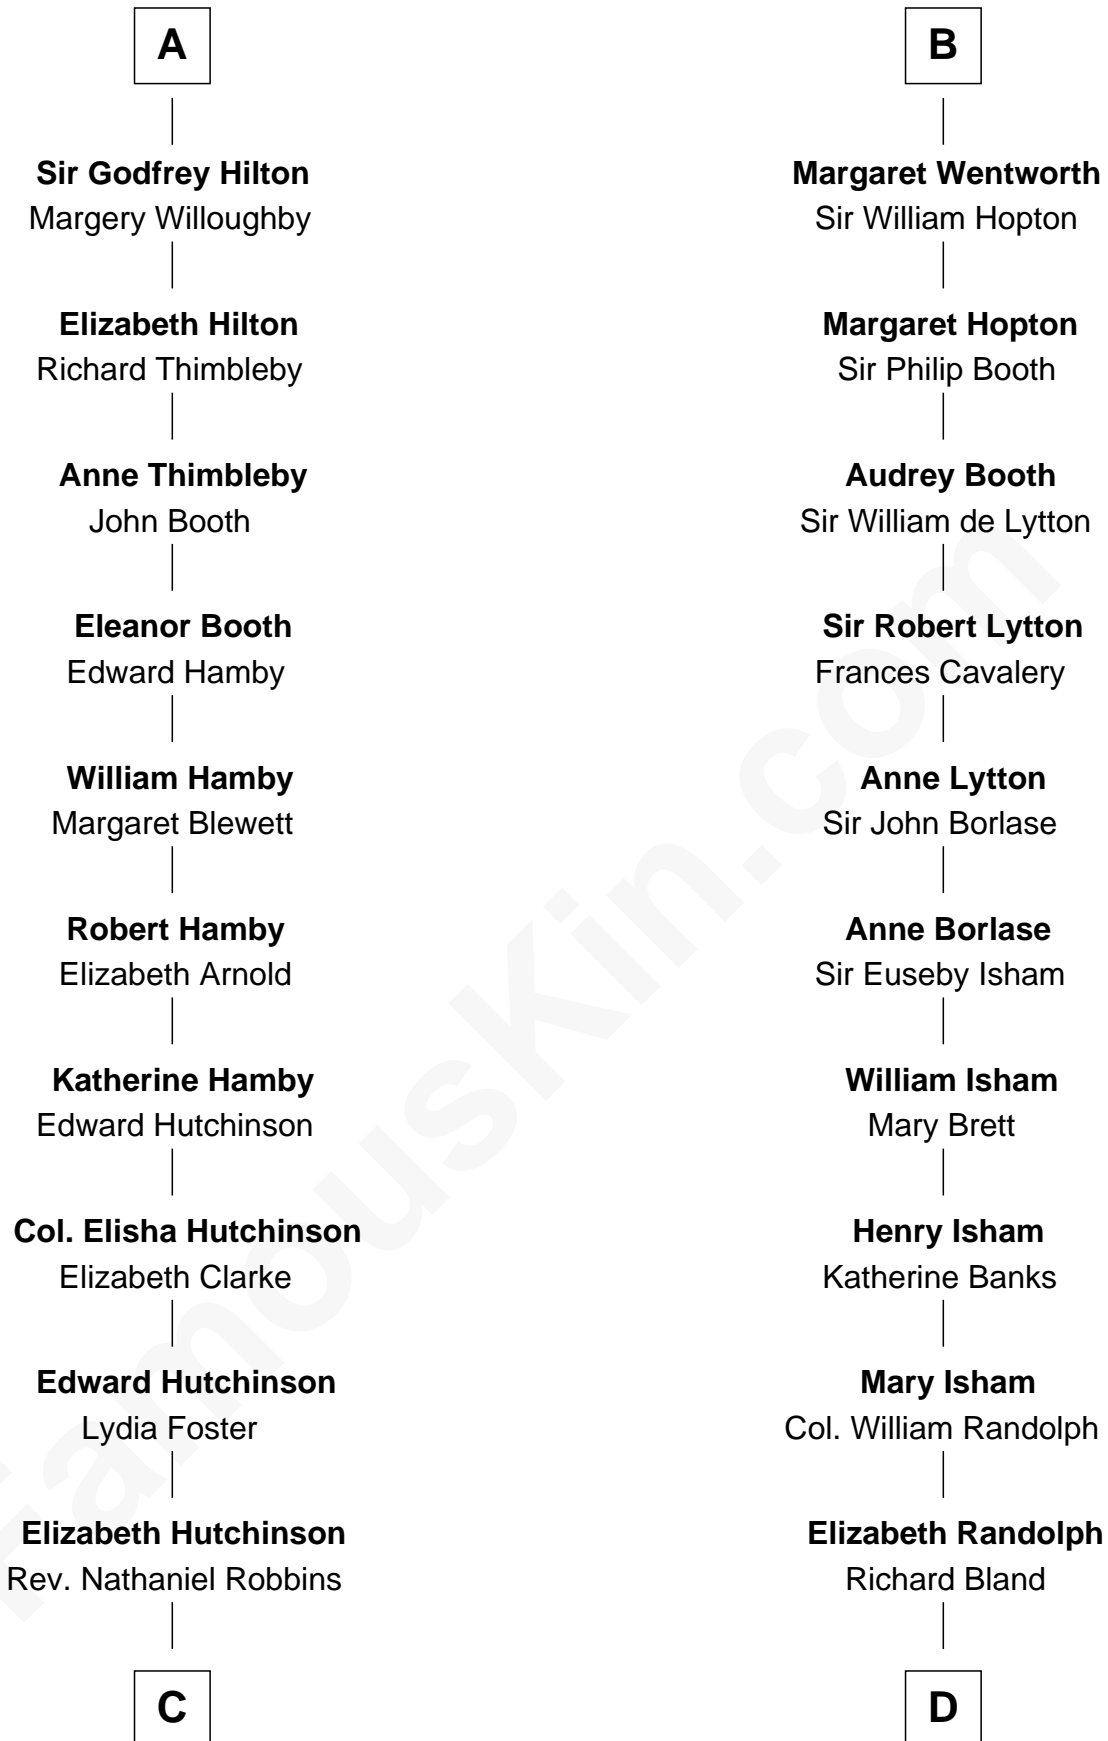 A
Sir Godfrey Hilton
Margery Willoughby
Elizabeth Hilton
Richard Thimbleby
Anne Thimbleby
John Booth
Eleanor Booth
Edward Hamby
William Hamby
Margaret Blewett
Robert Hamby
Elizabeth Arnold
Katherine Hamby
Edward Hutchinson
Col. Elisha Hutchinson
Elizabeth Clarke
Edward Hutchinson
Lydia Foster
Elizabeth Hutchinson
Rev. Nathaniel Robbins
C
B
Margaret Wentworth
Sir William Hopton
Margaret Hopton
Sir Philip Booth
Audrey Booth
Sir William de Lytton
Sir Robert Lytton
Frances Cavalery
Anne Lytton
Sir John Borlase
Anne Borlase
Sir Euseby Isham
William Isham
Mary Brett
Henry Isham
Katherine Banks
Mary Isham
Col. William Randolph
Elizabeth Randolph
Richard Bland
D
FamousKin.com